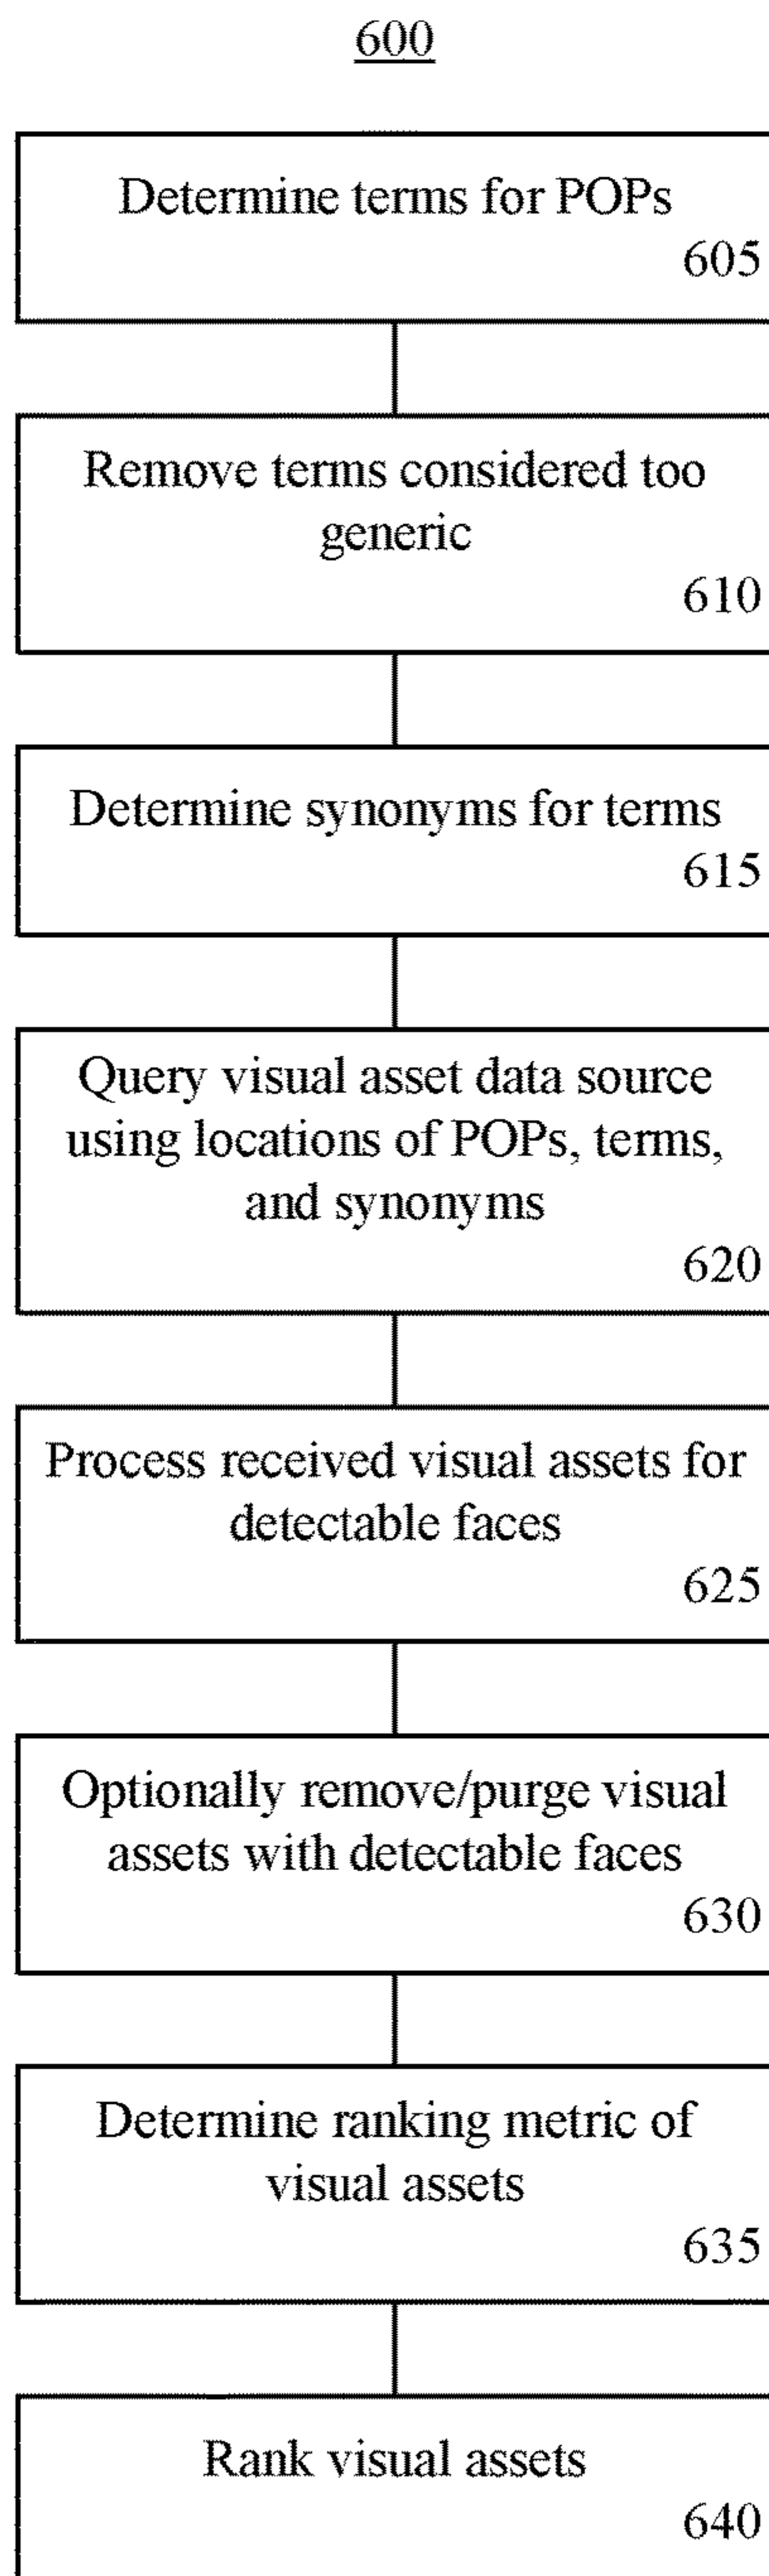 600
Determine terms for POPs
605
Remove terms considered too
generic
610
Determine synonyms for terms
615
Query visual asset data source
using locations of POPs, terms,
and synonyms
620
Process received visual assets for
detectable faces
625
Optionally remove/purge visual
assets with detectable faces
630
Determine ranking metric of
visual assets
635
Rank visual assets
640